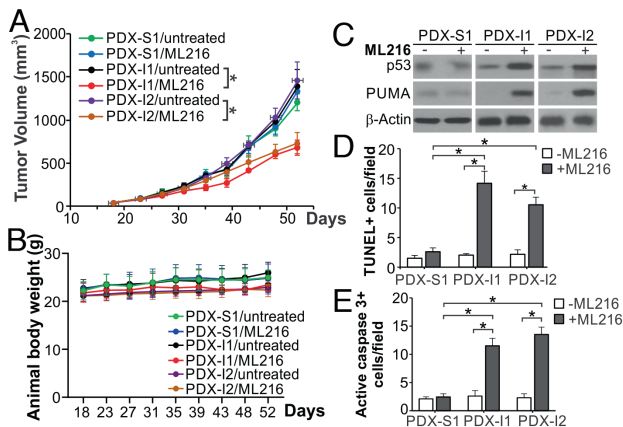 A
Tumor Volume (mm³)
2000
1500
1000
500
0
10
20
30
40
50
Days
PDX-S1/untreated
PDX-S1/ML216
PDX-I1/untreated
PDX-I1/ML216
PDX-I2/untreated
PDX-I2/ML216
*
*
B
Animal body weight (g)
30
20
10
0
18 23 27 31 35 39 43 48 52 Days
PDX-S1/untreated
PDX-S1/ML216
PDX-I1/untreated
PDX-I1/ML216
PDX-I2/untreated
PDX-I2/ML216
C
PDX-S1 PDX-I1 PDX-I2
ML216 - + - + - +
p53
PUMA
β-Actin
D
TUNEL+ cells/field
20
15
10
5
0
-ML216
+ML216
* * * *
PDX-S1 PDX-I1 PDX-I2
E
Active caspase 3+
cells/field
20
15
10
5
0
-ML216
+ML216
* * * *
PDX-S1 PDX-I1 PDX-I2